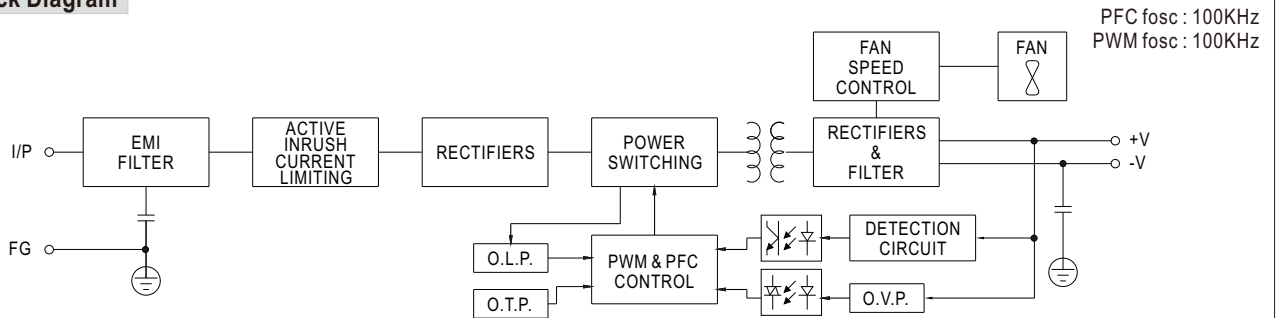 ck Diagram
PFC fosc : 100KHz
PWM fosc : 100KHz
FAN
SPEED
CONTROL
FAN
I/P
EMI
FILTER
ACTIVE
INRUSH
CURRENT
LIMITING
RECTIFIERS
POWER
SWITCHING
RECTIFIERS
&
FILTER
+V
-V
FG
O.L.P.
O.T.P.
PWM & PFC
CONTROL
DETECTION
CIRCUIT
O.V.P.